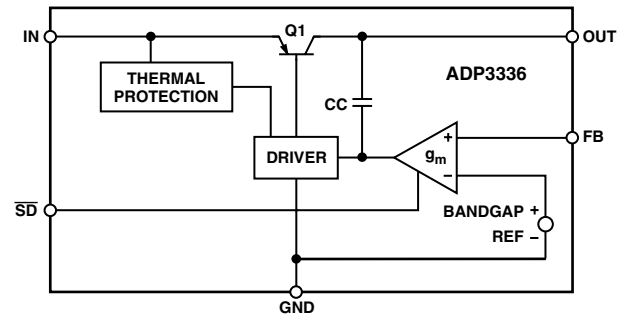 IN
Q1
OUT
THERMAL
PROTECTION
ADP3336
CC
+
gm
−
FB
DRIVER
SD
BANDGAP +
REF −
GND